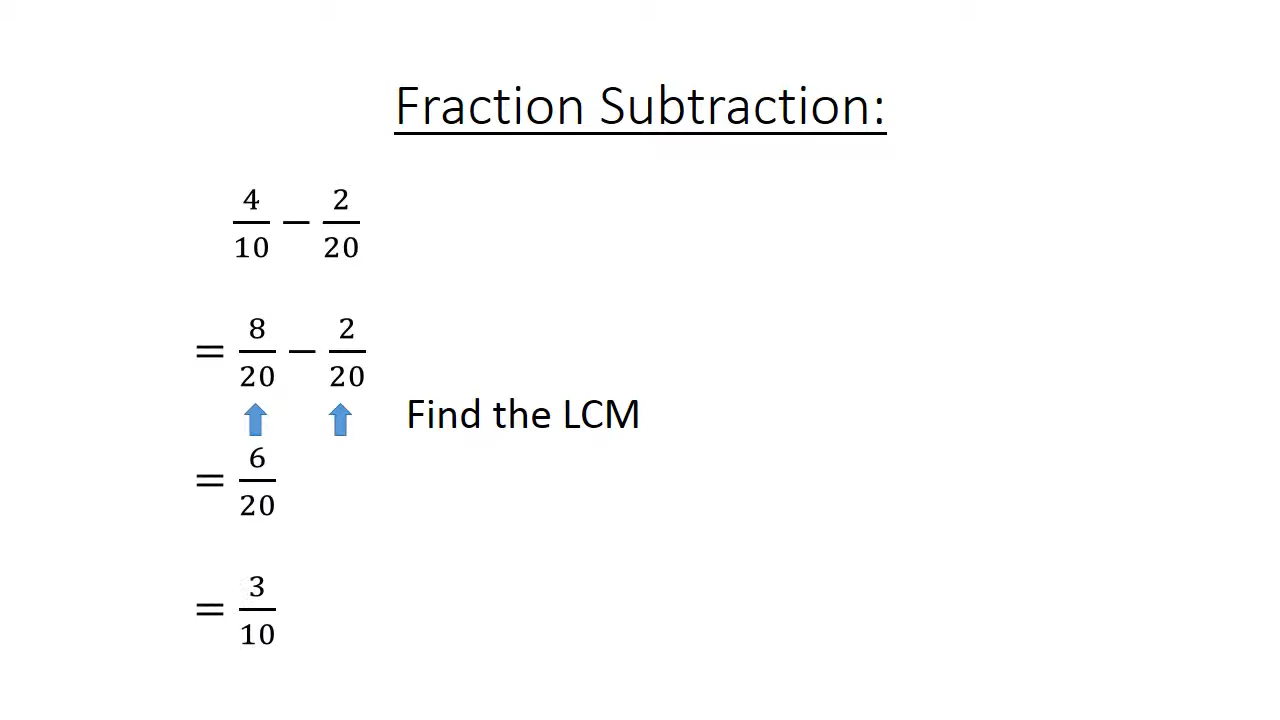 Fraction Subtraction:
4/10 − 2/20
= 8/20 − 2/20
Find the LCM
= 6/20
= 3/10